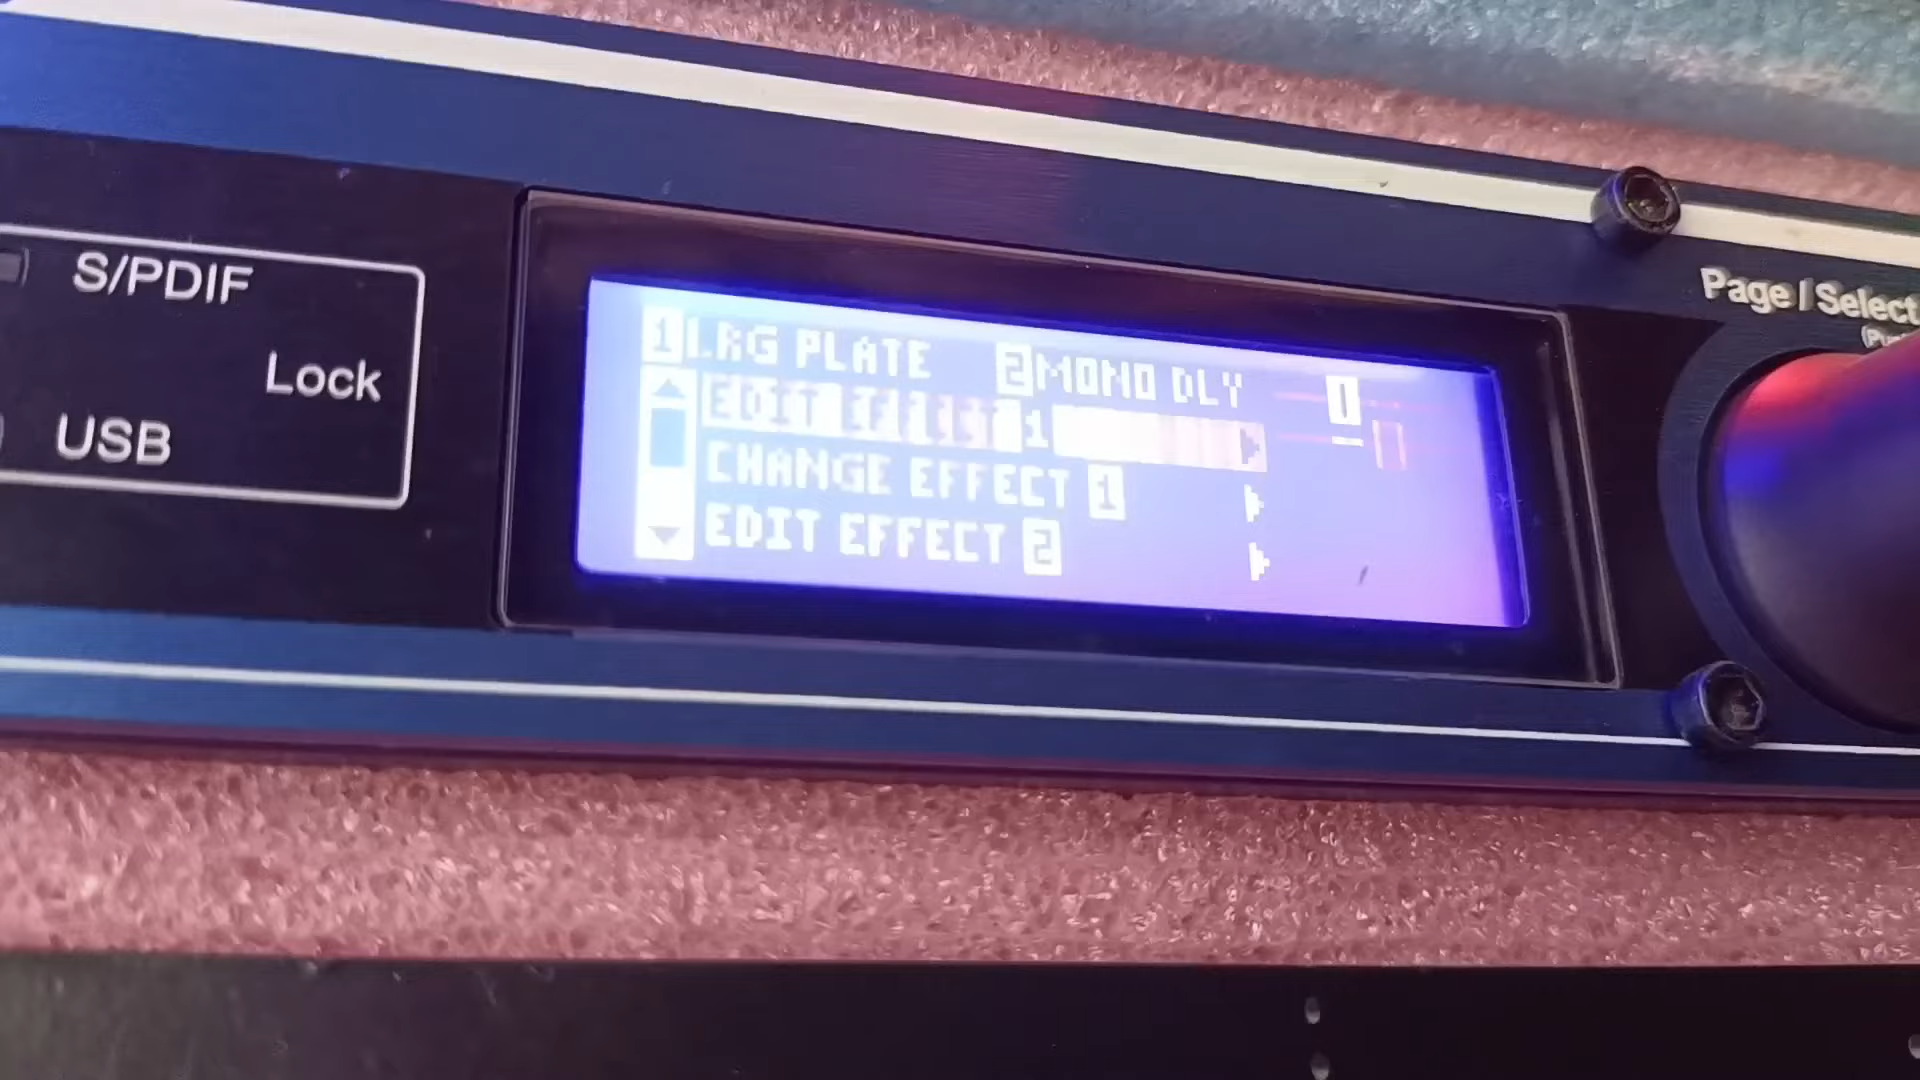 S/PDIF
Lock
USB
1 LRG PLATE 2 MONO DLY
EDIT EFFECT 1
CHANGE EFFECT 1
EDIT EFFECT 2
Page / Select